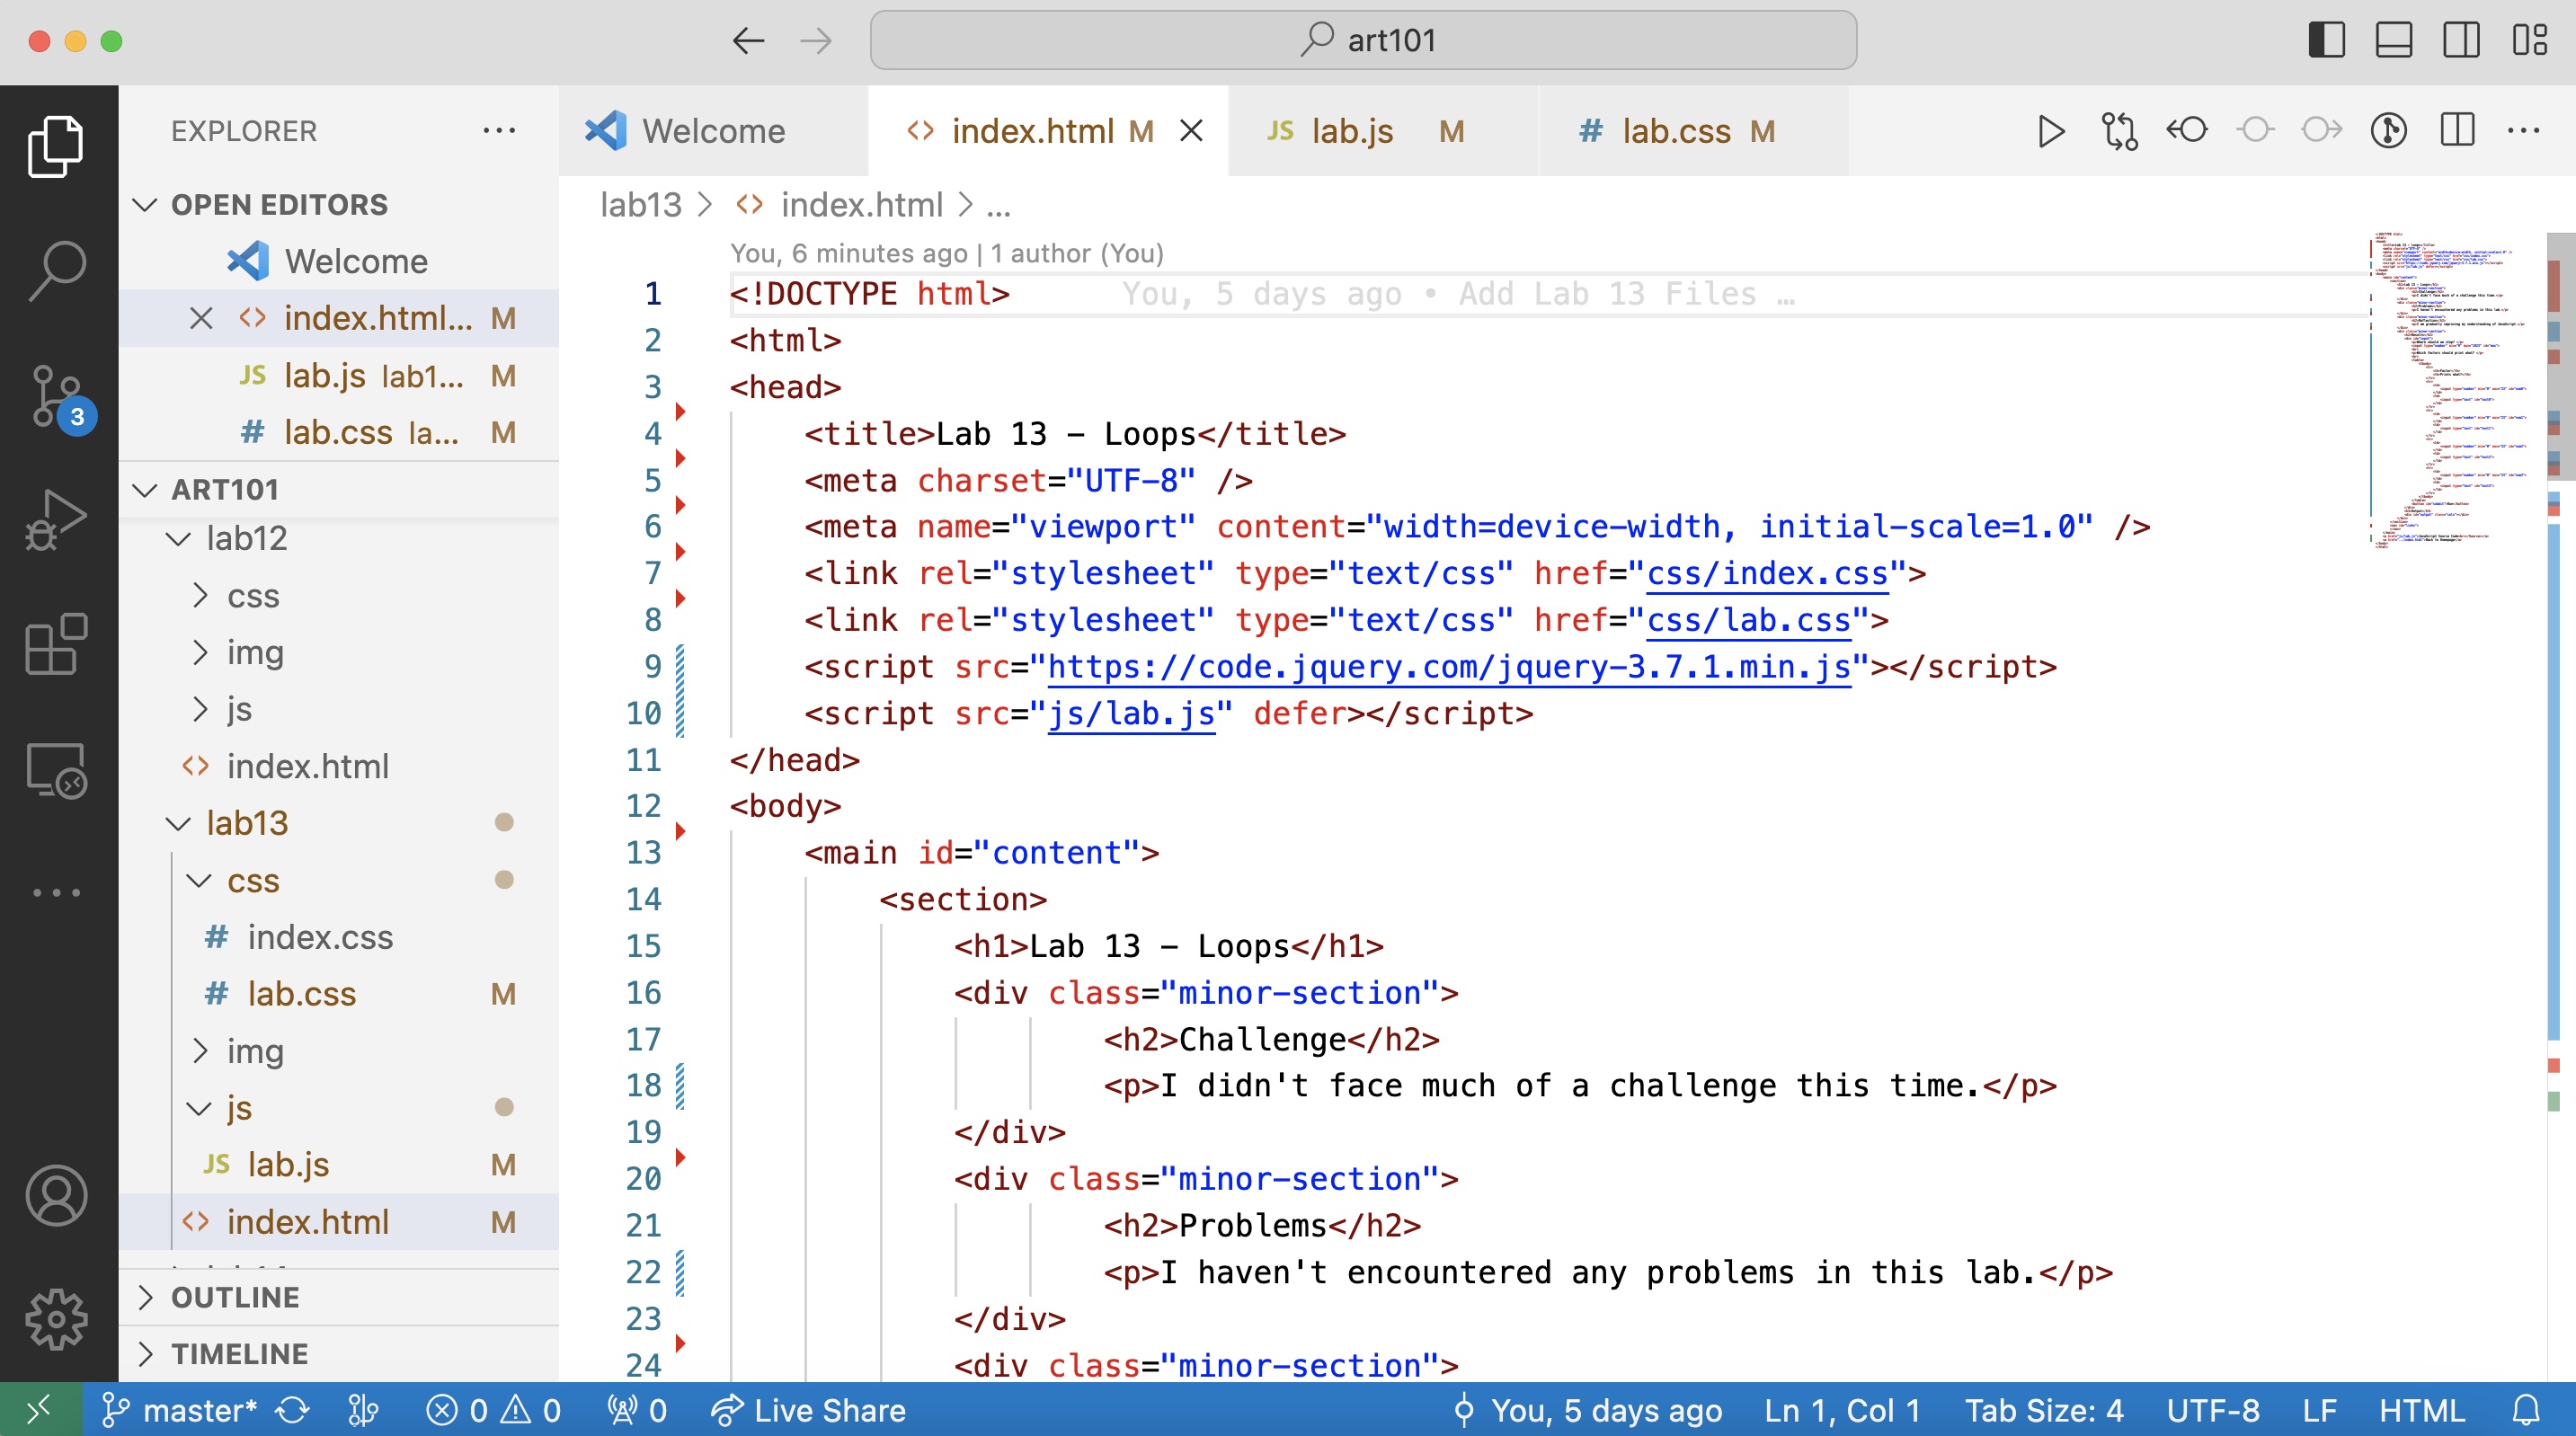 art101
EXPLORER
OPEN EDITORS
Welcome
index.html... M
JS lab.js lab1... M
# lab.css la... M
3
ART101
lab12
css
img
js
index.html
lab13
css
# index.css
# lab.css M
img
js
JS lab.js M
index.html M
OUTLINE
TIMELINE
Welcome
index.html M
JS lab.js M
# lab.css M
lab13 > index.html > ...
You, 6 minutes ago | 1 author (You)
1 <!DOCTYPE html> You, 5 days ago • Add Lab 13 Files …
2 <html>
3 <head>
4 <title>Lab 13 - Loops</title>
5 <meta charset="UTF-8" />
6 <meta name="viewport" content="width=device-width, initial-scale=1.0" />
7 <link rel="stylesheet" type="text/css" href="css/index.css">
8 <link rel="stylesheet" type="text/css" href="css/lab.css">
9 <script src="https://code.jquery.com/jquery-3.7.1.min.js"></script>
10 <script src="js/lab.js" defer></script>
11 </head>
12 <body>
13 <main id="content">
14 <section>
15 <h1>Lab 13 - Loops</h1>
16 <div class="minor-section">
17 <h2>Challenge</h2>
18 <p>I didn't face much of a challenge this time.</p>
19 </div>
20 <div class="minor-section">
21 <h2>Problems</h2>
22 <p>I haven't encountered any problems in this lab.</p>
23 </div>
24 <div class="minor-section">
master* 0 0 0 Live Share You, 5 days ago Ln 1, Col 1 Tab Size: 4 UTF-8 LF HTML